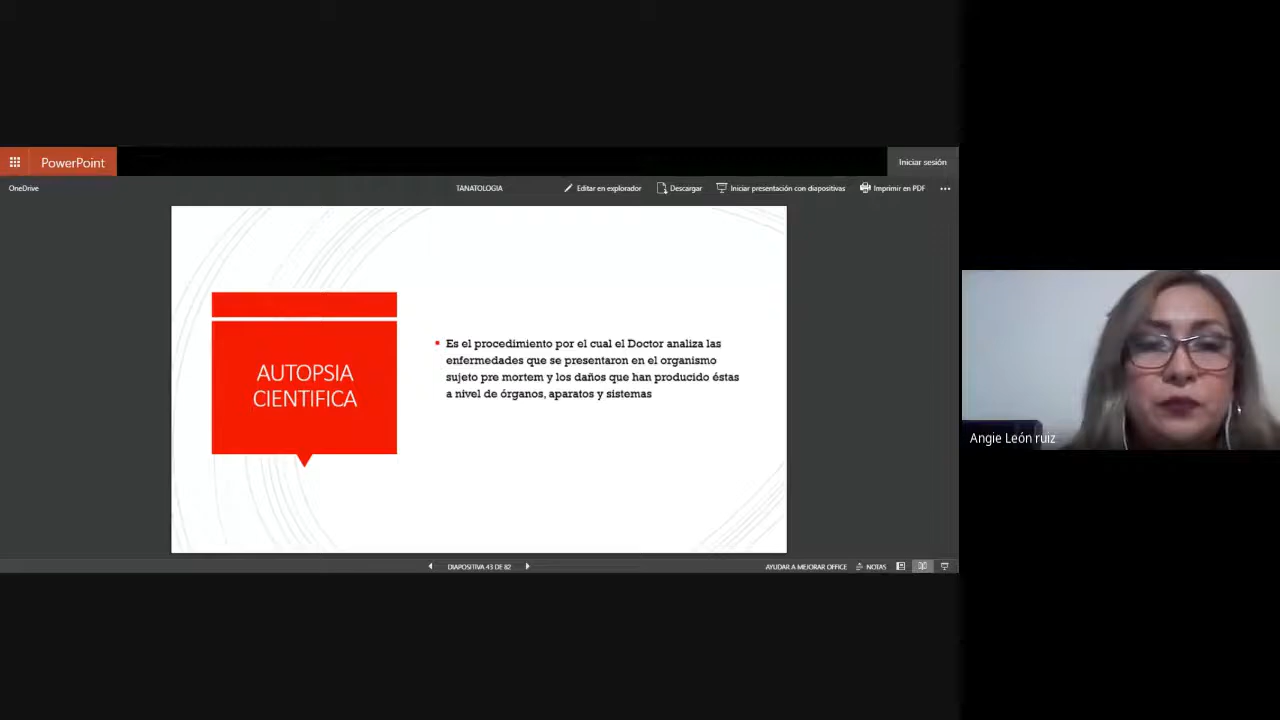 PowerPoint
Iniciar sesión
OneDrive
TANATOLOGIA
Editar en explorador
Descargar
Iniciar presentación con diapositivas
Imprimir en PDF
AUTOPSIA
CIENTIFICA
Es el procedimiento por el cual el Doctor analiza las
enfermedades que se presentaron en el organismo
sujeto pre mortem y los daños que han producido éstas
a nivel de órganos, aparatos y sistemas
Angie León ruiz
DIAPOSITIVA 43 DE 82
AYUDAR A MEJORAR OFFICE
NOTAS